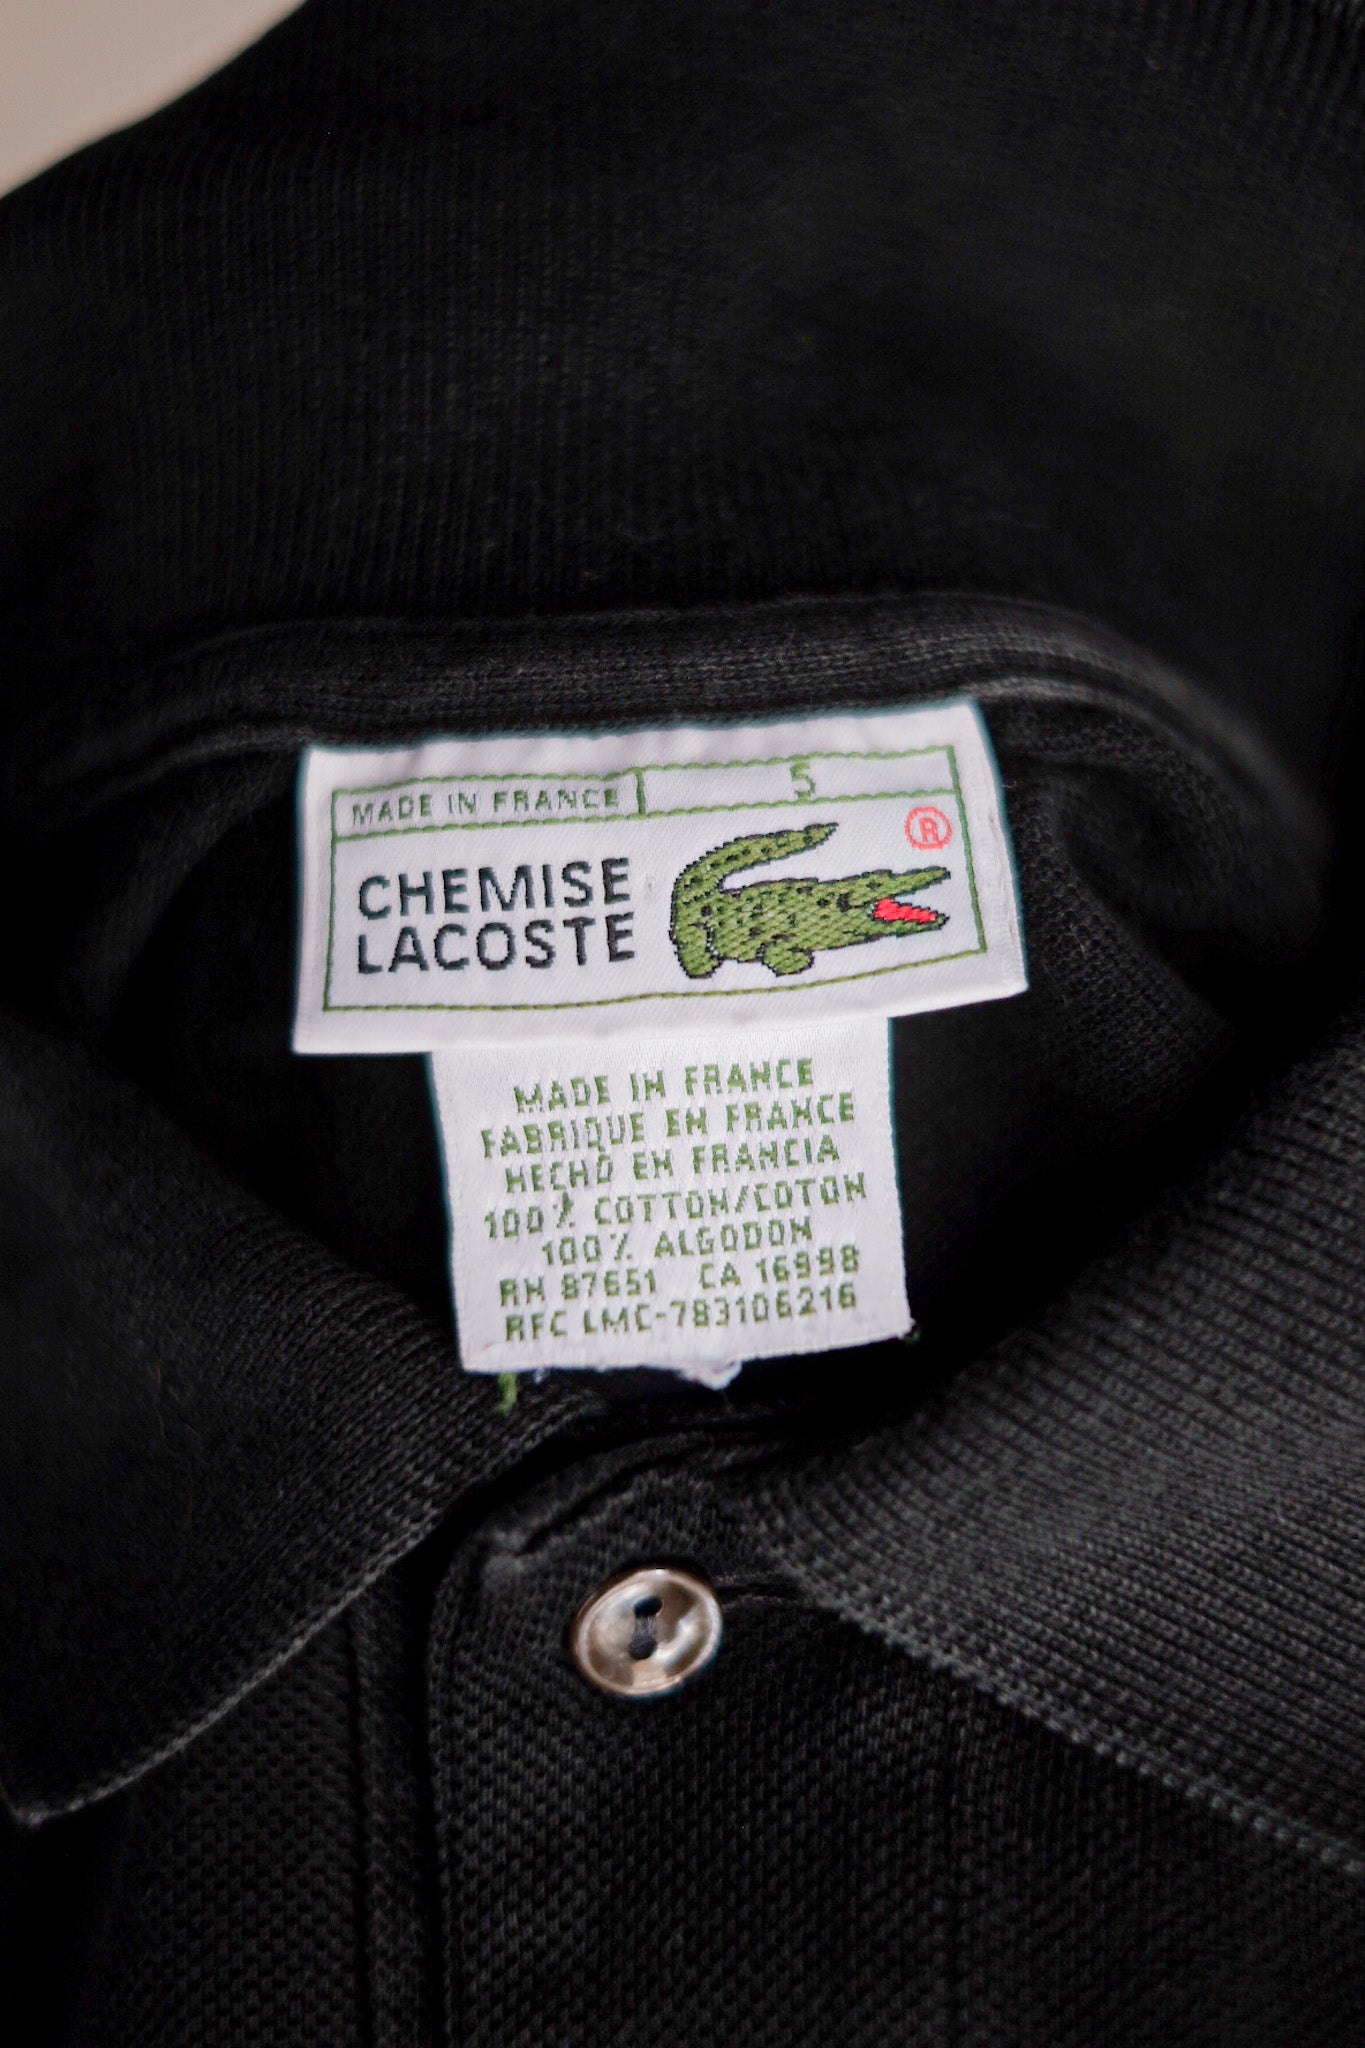 MADE IN FRANCE 5
®
CHEMISE
LACOSTE
MADE IN FRANCE
FABRIQUE EN FRANCE
HECHO EN FRANCIA
100% COTTON/COTON
100% ALGODON
RN 87651 CA 16998
RFC LMC-783106216